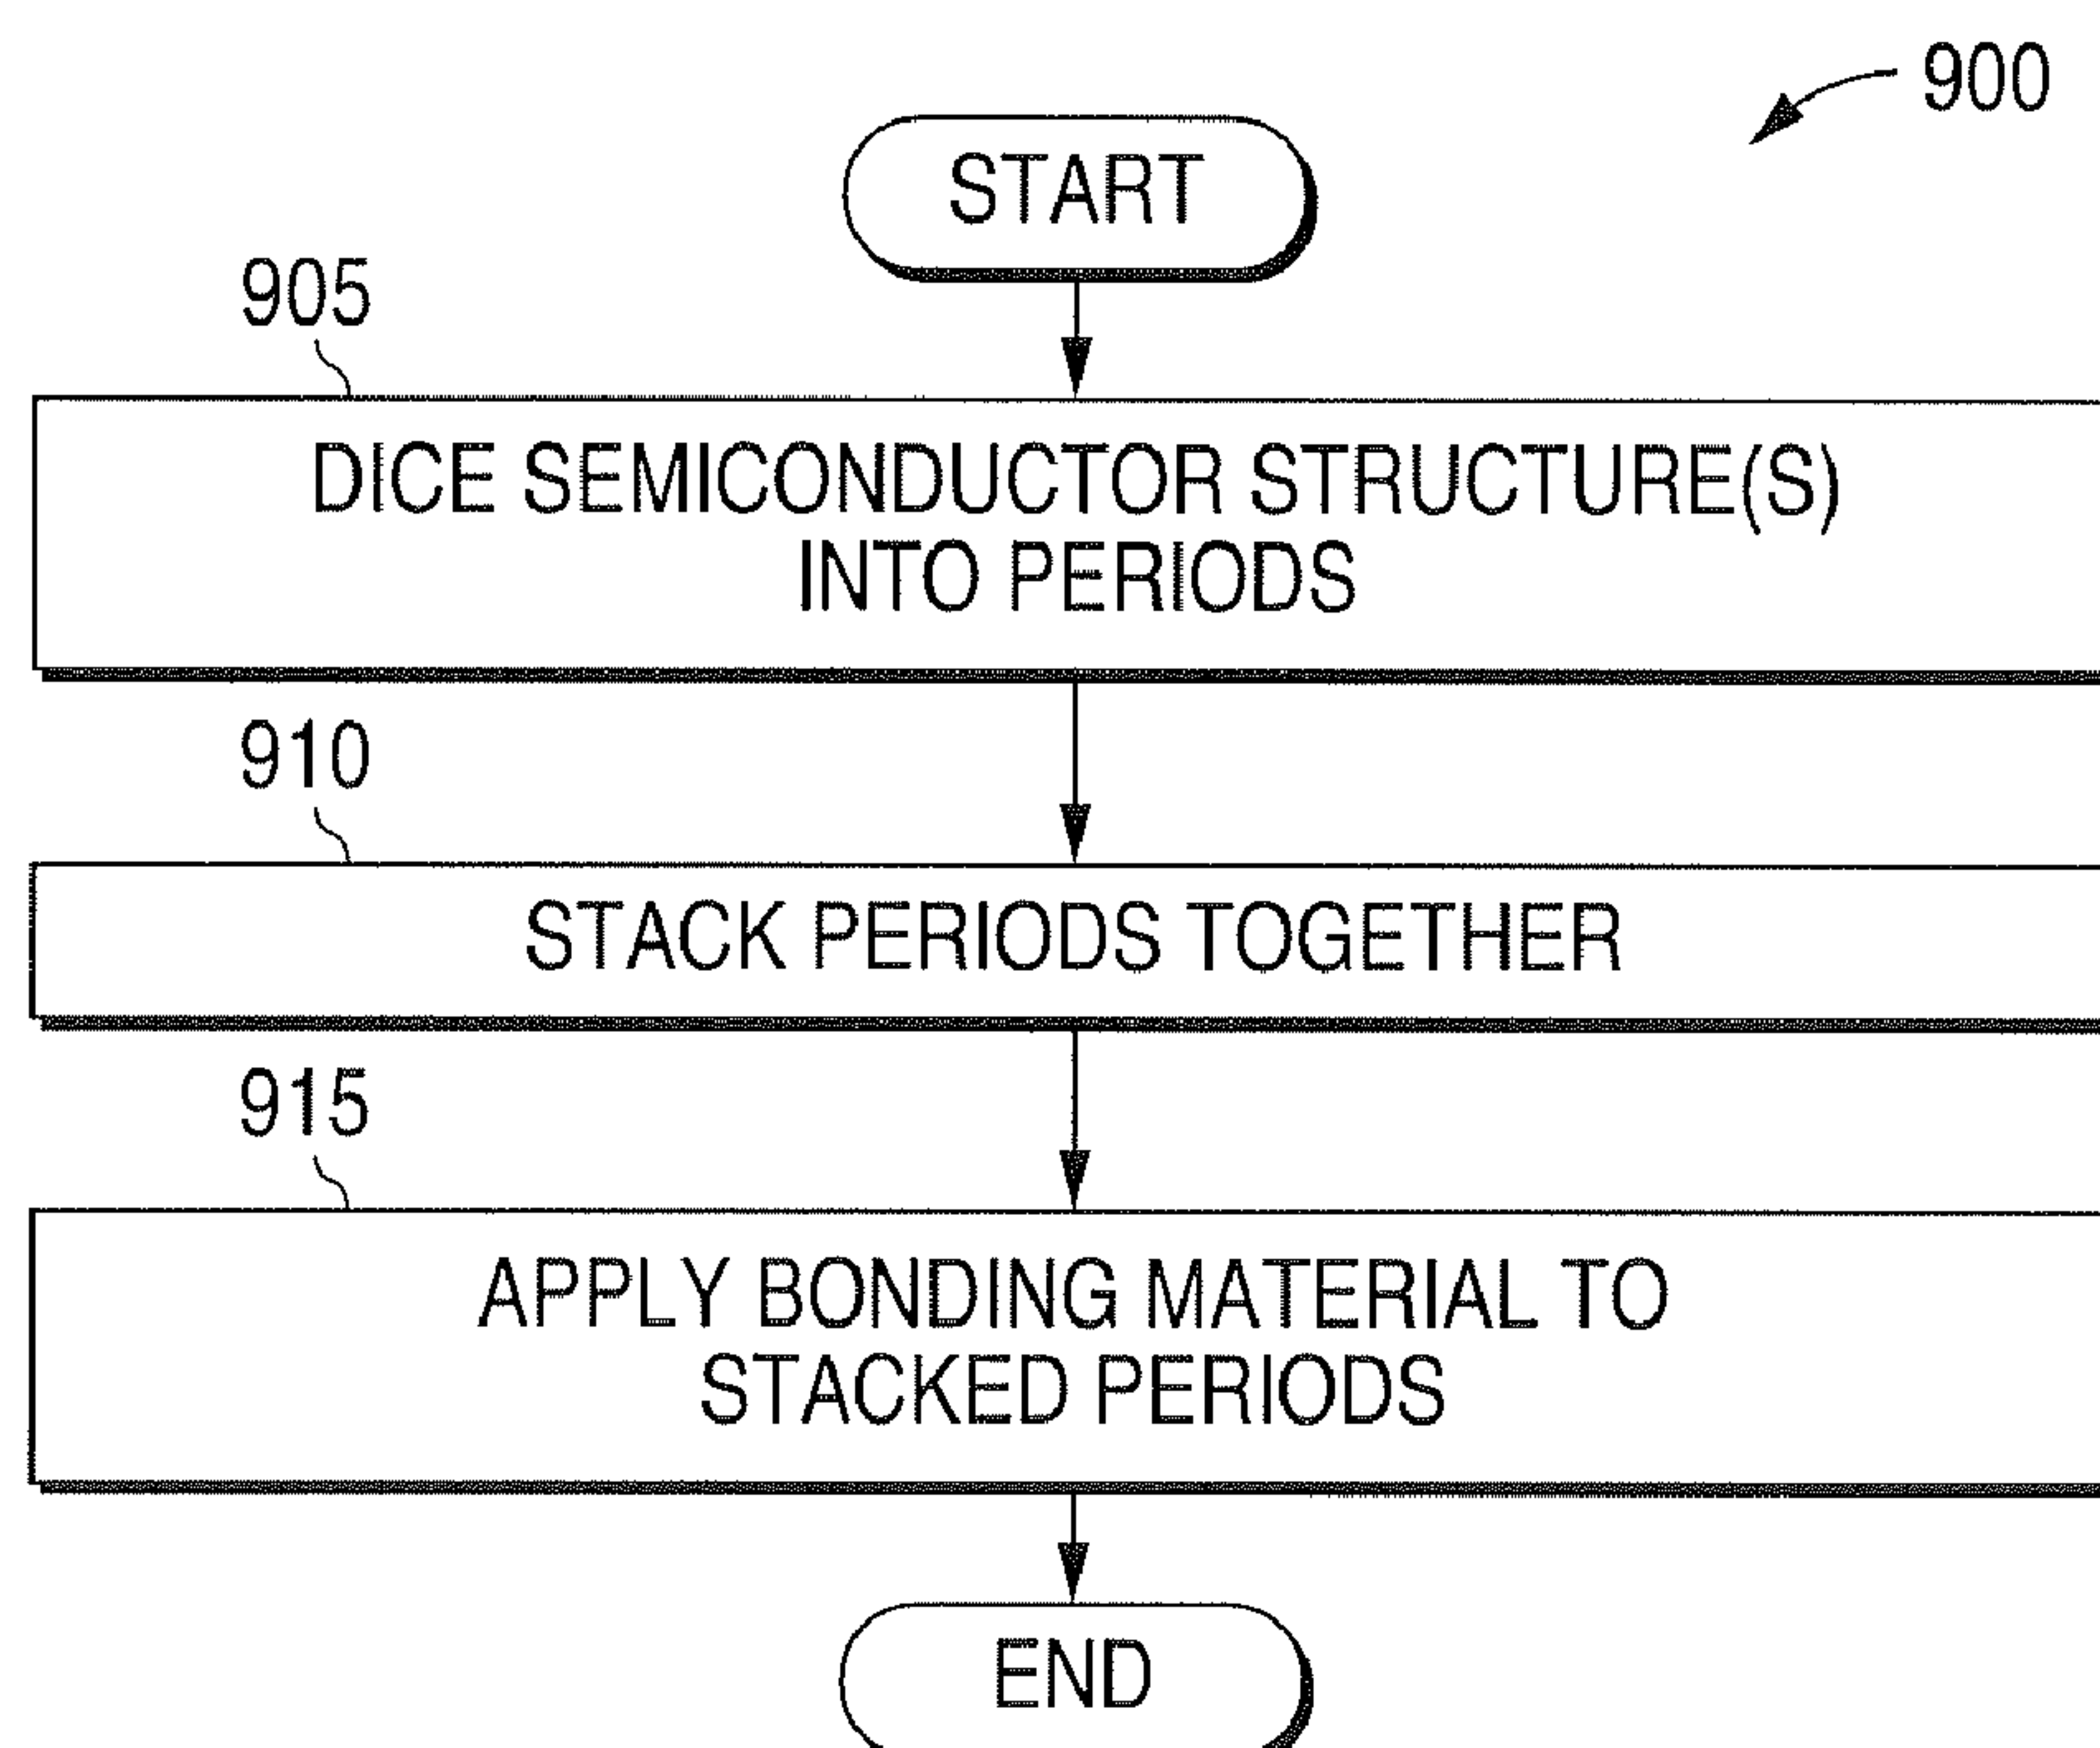 900
START
905
DICE SEMICONDUCTOR STRUCTURE(S)
INTO PERIODS
910
STACK PERIODS TOGETHER
915
APPLY BONDING MATERIAL TO
STACKED PERIODS
END